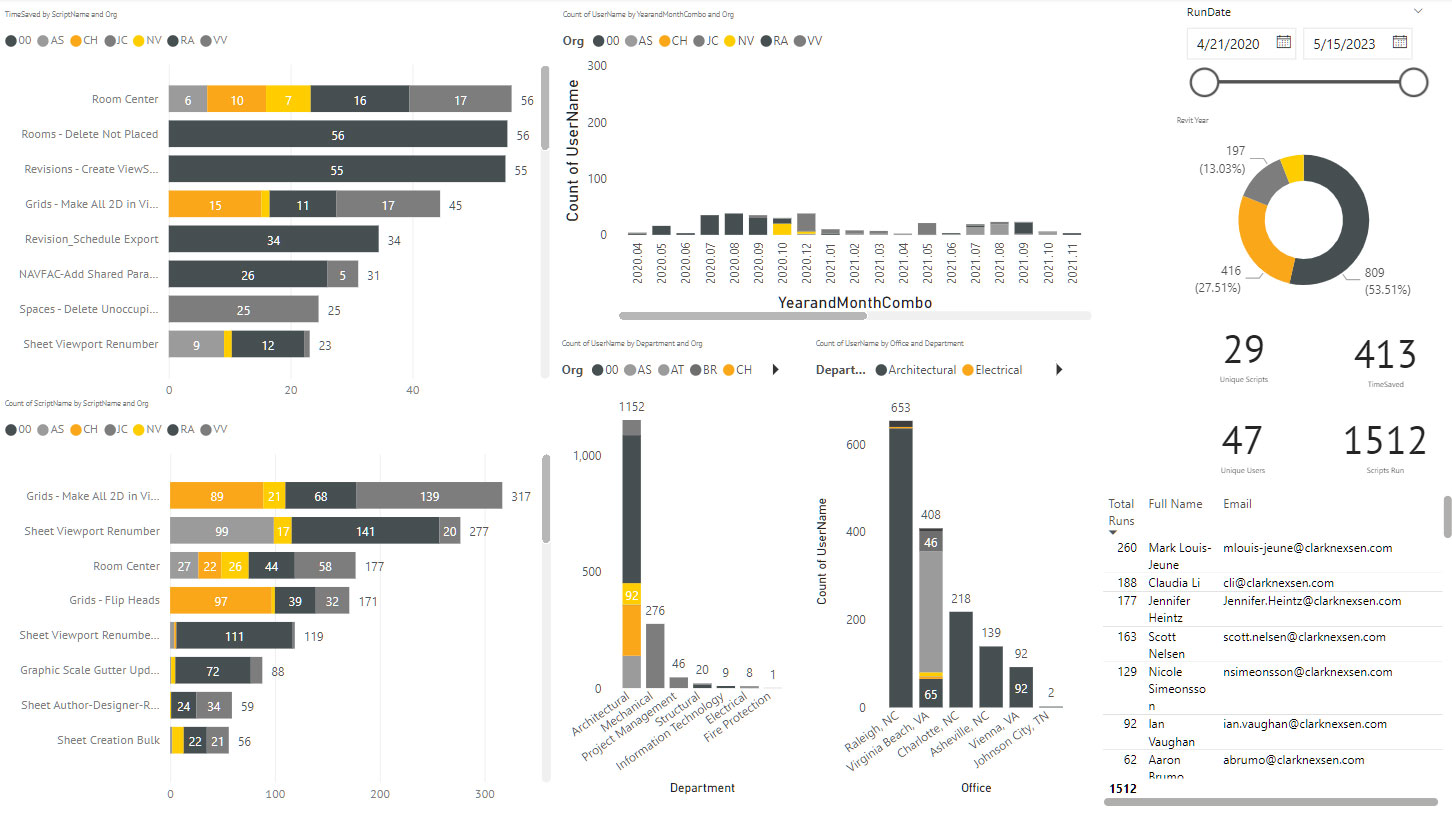 TimeSaved by ScriptName and Org
00 AS CH JC NV RA VV
Room Center 6 10 7 16 17 56
Rooms - Delete Not Placed 56 56
Revisions - Create ViewS... 55 55
Grids - Make All 2D in Vi... 15 11 17 45
Revision_Schedule Export 34 34
NAVFAC-Add Shared Para... 26 5 31
Spaces - Delete Unoccupi... 25 25
Sheet Viewport Renumber 9 12 23
0 20 40
Count of ScriptName by ScriptName and Org
00 AS CH JC NV RA VV
Grids - Make All 2D in Vi... 89 21 68 139 317
Sheet Viewport Renumber 99 17 141 20 277
Room Center 27 22 26 44 58 177
Grids - Flip Heads 97 39 32 171
Sheet Viewport Renumbe... 111 119
Graphic Scale Gutter Upd... 72 88
Sheet Author-Designer-R... 24 34 59
Sheet Creation Bulk 22 21 56
0 100 200 300
Count of UserName by YearandMonthCombo and Org
Org 00 AS CH JC NV RA VV
Count of UserName
300
200
100
0
2020.04 2020.05 2020.06 2020.07 2020.08 2020.09 2020.10 2020.12 2021.01 2021.02 2021.03 2021.04 2021.05 2021.06 2021.07 2021.08 2021.09 2021.10 2021.11
YearandMonthCombo
Count of UserName by Department and Org
Org 00 AS AT BR CH
1,000
500
0
1152 92 276 46 20 9 8 1
Architectural
Mechanical
Project Management
Structural
Information Technology
Electrical
Fire Protection
Department
Count of UserName by Office and Department
Depart... Architectural Electrical
Count of UserName
600
400
200
0
653 408 46 65 218 139 92 92 2
Raleigh, NC
Virginia Beach, VA
Charlotte, NC
Asheville, NC
Vienna, VA
Johnson City, TN
Office
RunDate
4/21/2020 5/15/2023
Revit Year
197
(13.03%)
416
(27.51%)
809
(53.51%)
29
Unique Scripts
413
TimeSaved
47
Unique Users
1512
Scripts Run
Total
Runs
Full Name Email
260 Mark Louis- mlouis-jeune@clarknexsen.com
Jeune
188 Claudia Li cli@clarknexsen.com
177 Jennifer Jennifer.Heintz@clarknexsen.com
Heintz
163 Scott scott.nelsen@clarknexsen.com
Nelsen
129 Nicole nsimeonsson@clarknexsen.com
Simeonsso
n
92 Ian ian.vaughan@clarknexsen.com
Vaughan
62 Aaron abrumo@clarknexsen.com
Brumo
1512